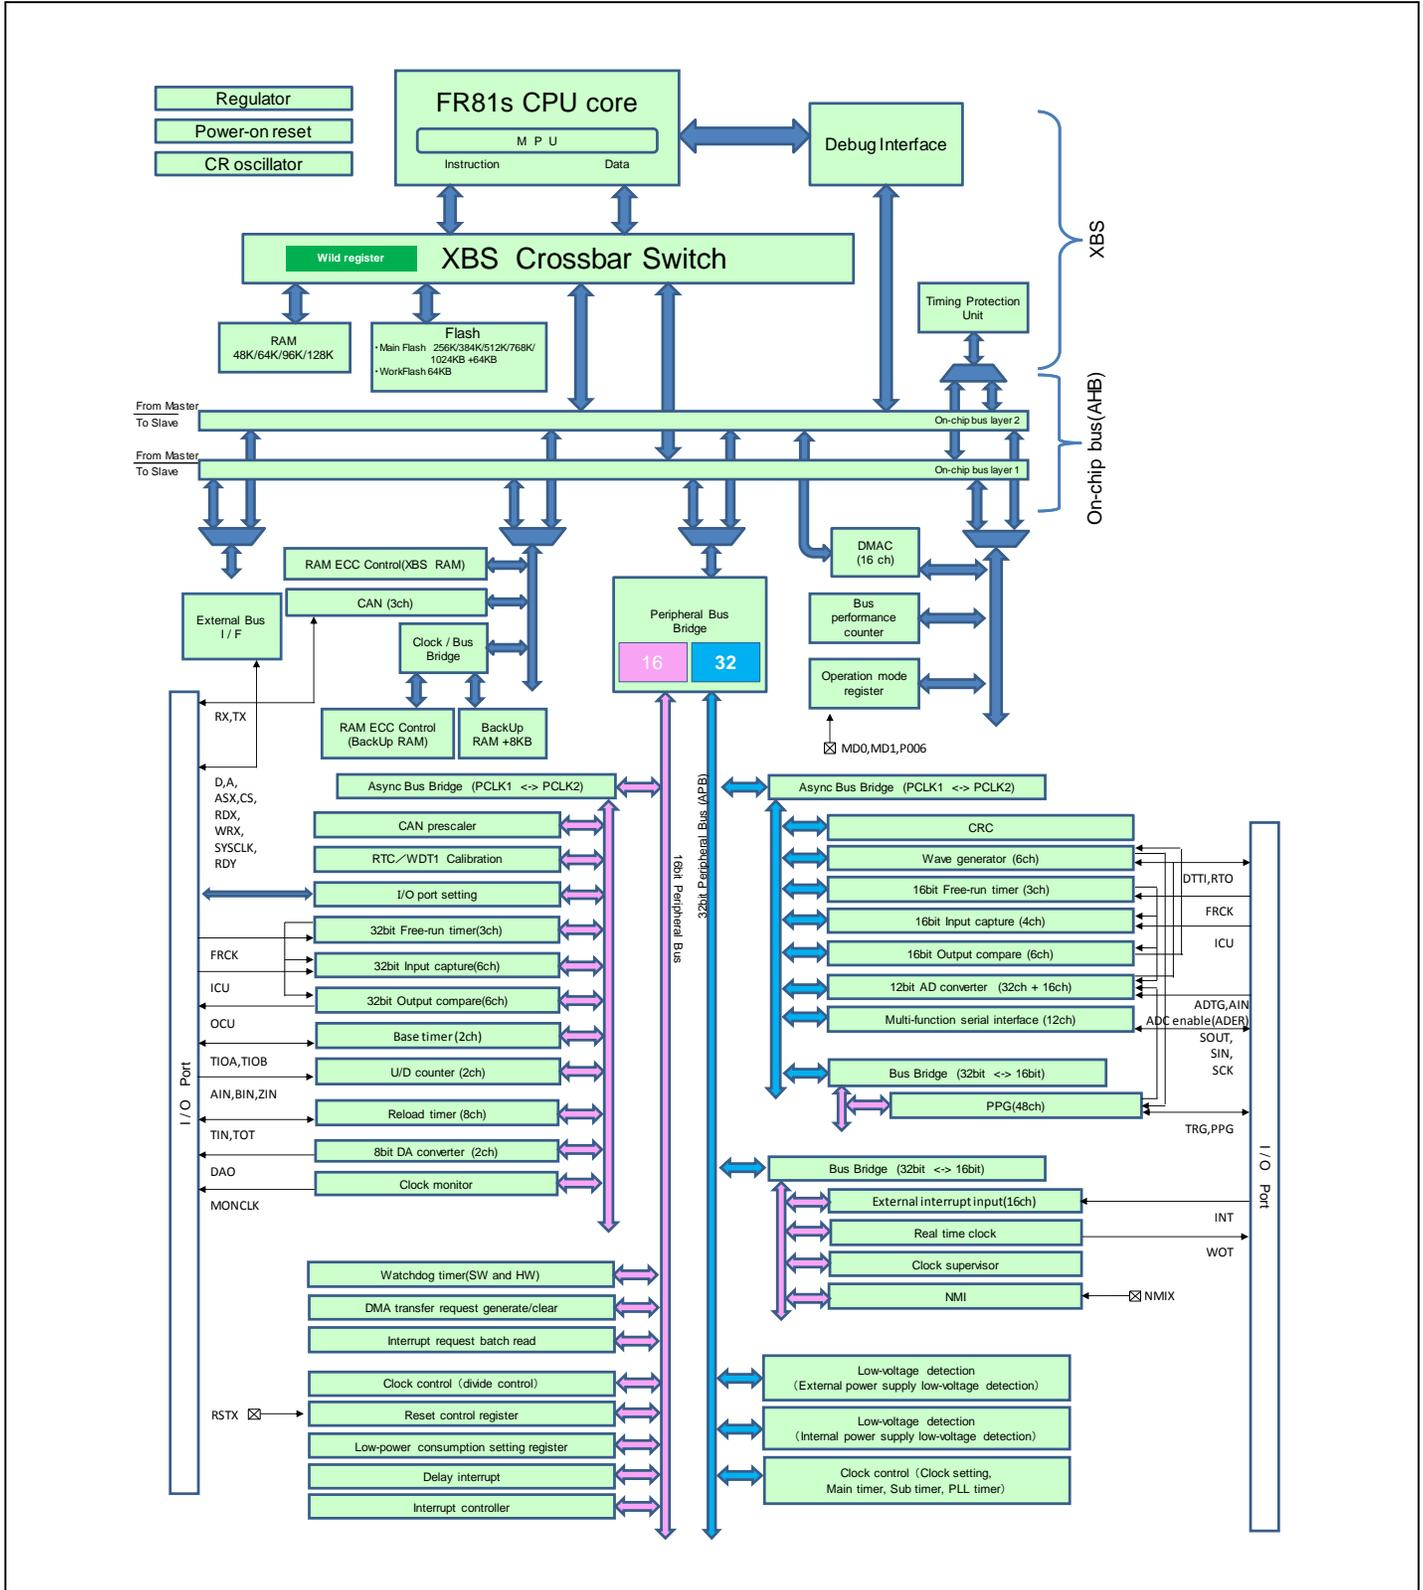 Regulator
Power-on reset
CR oscillator
FR81s CPU core
M P U
Instruction
Data
Debug Interface
XBS
Wild register
XBS Crossbar Switch
Timing Protection
Unit
RAM
48K/64K/96K/128K
Flash
・Main Flash 256K/384K/512K/768K/
1024KB +64KB
・WorkFlash 64KB
On-chip bus(AHB)
From Master
To Slave
On-chip bus layer 2
From Master
To Slave
On-chip bus layer 1
RAM ECC Control(XBS RAM)
CAN (3ch)
External Bus
I / F
Clock / Bus
Bridge
RAM ECC Control
(BackUp RAM)
BackUp
RAM +8KB
Peripheral Bus
Bridge
16
32
DMAC
(16 ch)
Bus
performance
counter
Operation mode
register
MD0,MD1,P006
RX,TX
D,A,
ASX,CS,
RDX,
WRX,
SYSCLK,
RDY
Async Bus Bridge (PCLK1 <-> PCLK2)
CAN prescaler
RTC／WDT1 Calibration
I/O port setting
32bit Free-run timer(3ch)
FRCK
32bit Input capture(6ch)
ICU
32bit Output compare(6ch)
OCU
Base timer (2ch)
TIOA,TIOB
U/D counter (2ch)
AIN,BIN,ZIN
Reload timer (8ch)
TIN,TOT
8bit DA converter (2ch)
DAO
Clock monitor
MONCLK
I / O Port
16bit Peripheral Bus
32bit Peripheral Bus (APB)
Watchdog timer(SW and HW)
DMA transfer request generate/clear
Interrupt request batch read
Clock control（divide control）
RSTX
Reset control register
Low-power consumption setting register
Delay interrupt
Interrupt controller
Async Bus Bridge (PCLK1 <-> PCLK2)
CRC
Wave generator (6ch)
DTTI,RTO
16bit Free-run timer (3ch)
FRCK
16bit Input capture (4ch)
ICU
16bit Output compare (6ch)
12bit AD converter (32ch + 16ch)
ADTG,AIN
ADC enable(ADER)
Multi-function serial interface (12ch)
SOUT,
SIN,
SCK
Bus Bridge (32bit <-> 16bit)
PPG(48ch)
TRG,PPG
Bus Bridge (32bit <-> 16bit)
External interrupt input(16ch)
INT
Real time clock
WOT
Clock supervisor
NMI
NMIX
I / O Port
Low-voltage detection
（External power supply low-voltage detection）
Low-voltage detection
（Internal power supply low-voltage detection）
Clock control（Clock setting,
Main timer, Sub timer, PLL timer）